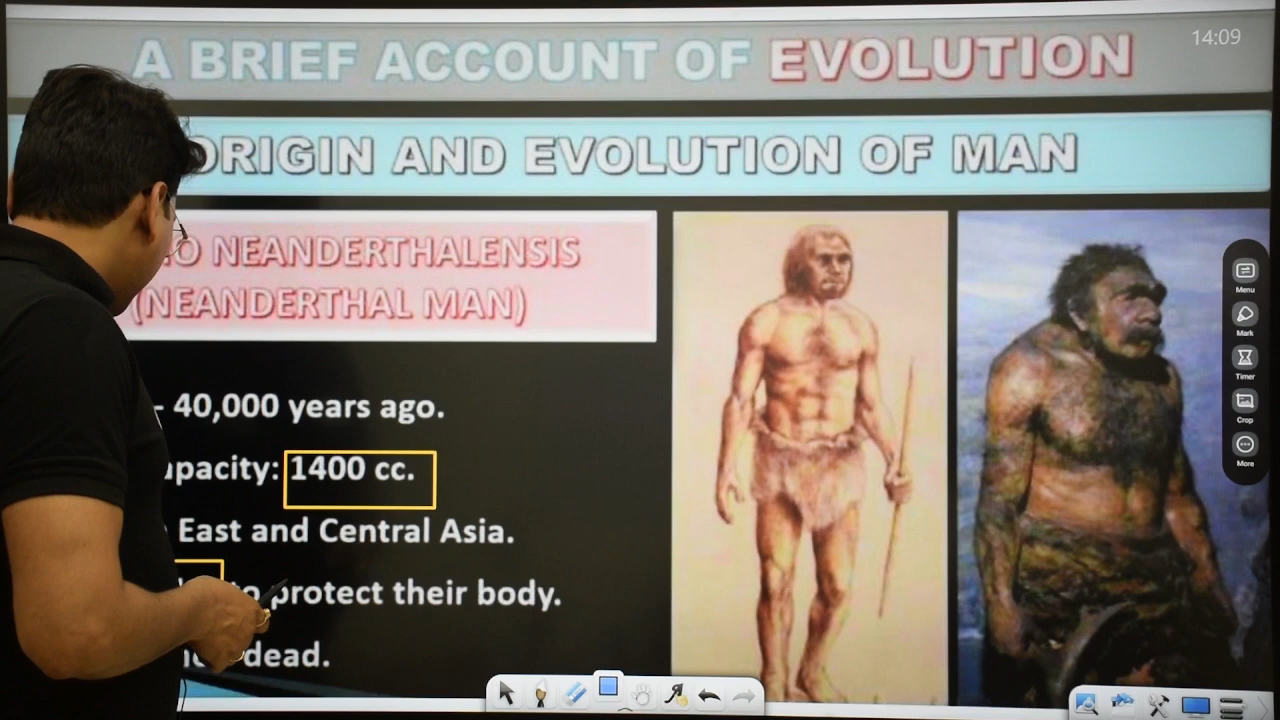 14:09
A BRIEF ACCOUNT OF EVOLUTION
ORIGIN AND EVOLUTION OF MAN
NEANDERTHALENSIS
(NEANDERTHAL MAN)
- 40,000 years ago.
1400 cc.
East and Central Asia.
protect their body.
dead.
Menu
Mark
Timer
Crop
More